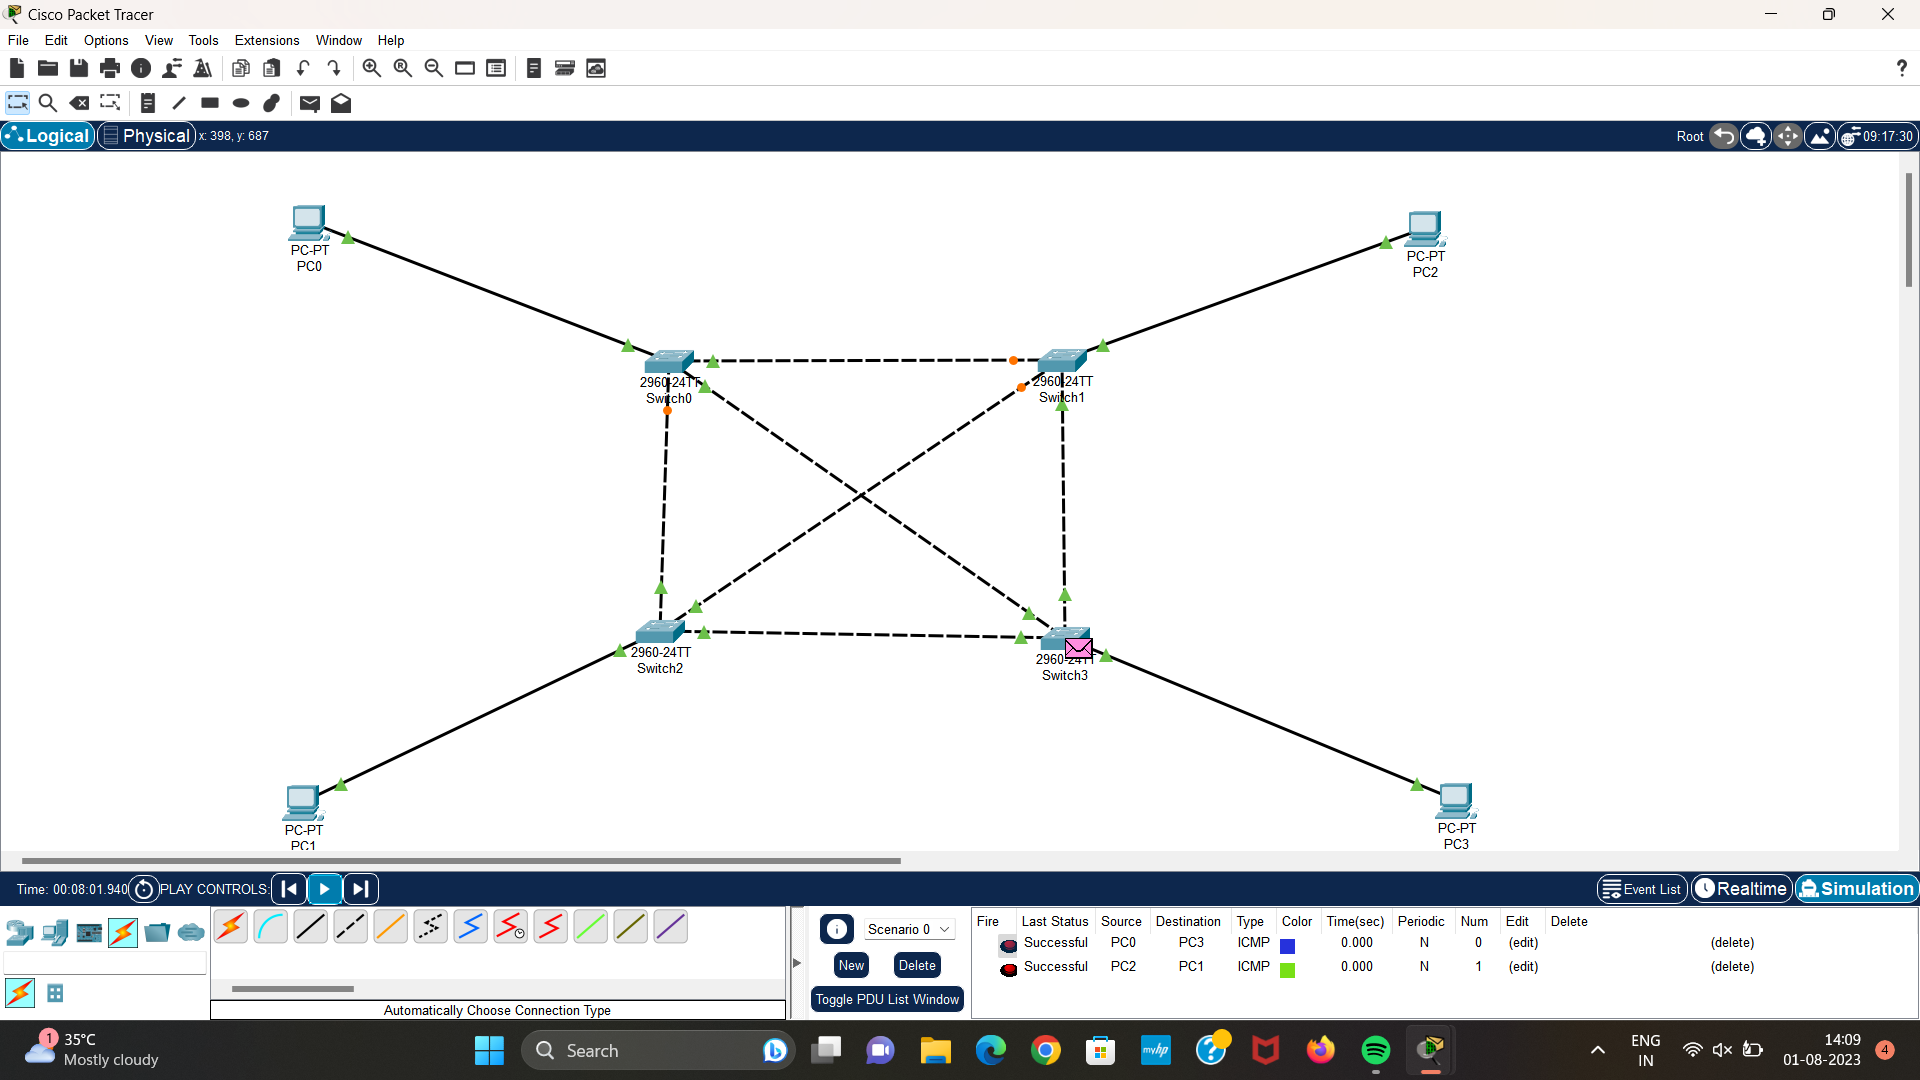 Cisco Packet Tracer
File Edit Options View Tools Extensions Window Help
?
Logical Physical x: 398, y: 687 Root 09:17:30
PC-PT
PC0
PC-PT
PC2
2960-24TT
Switch0
2960-24TT
Switch1
2960-24TT
Switch2
2960-24TT
Switch3
PC-PT
PC1
PC-PT
PC3
Time: 00:08:01.940 PLAY CONTROLS: Event List Realtime Simulation
Scenario 0
New Delete
Toggle PDU List Window
Automatically Choose Connection Type
Fire Last Status Source Destination Type Color Time(sec) Periodic Num Edit Delete
Successful PC0 PC3 ICMP 0.000 N 0 (edit) (delete)
Successful PC2 PC1 ICMP 0.000 N 1 (edit) (delete)
1
35°C
Mostly cloudy
Search
myhp
?
ENG
IN
14:09
01-08-2023
4